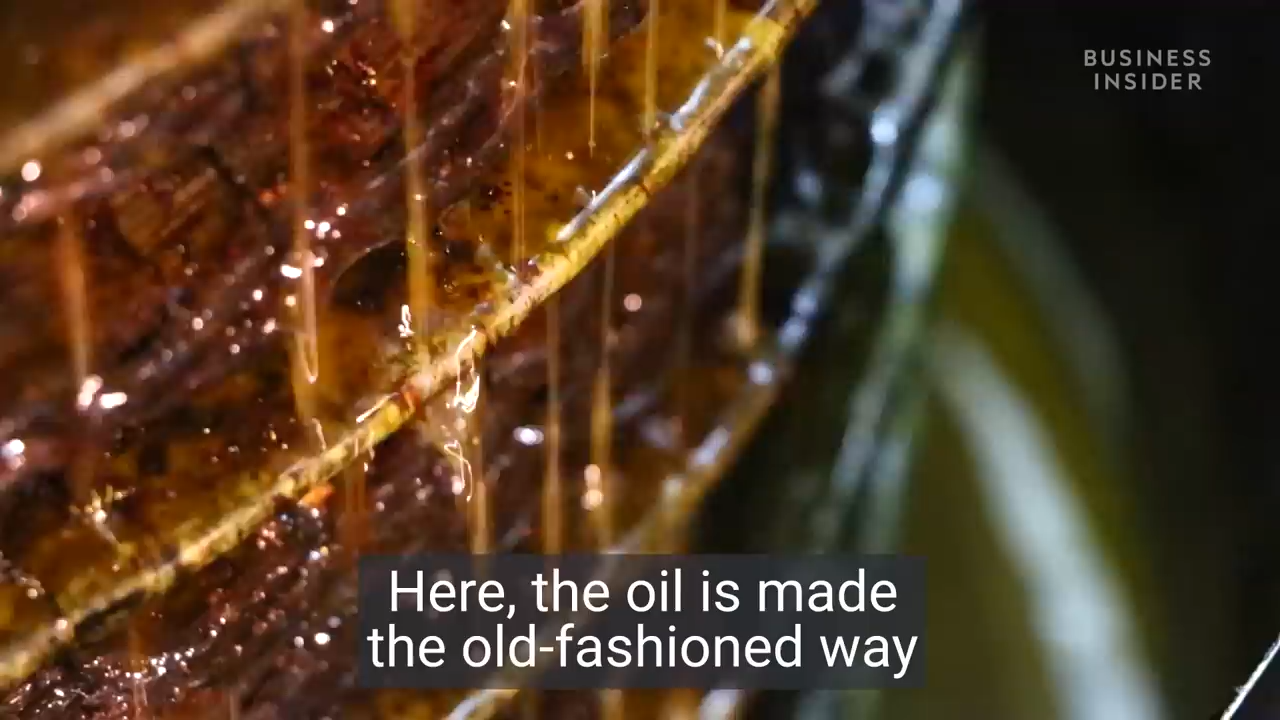 BUSINESS
INSIDER
Here, the oil is made
the old-fashioned way